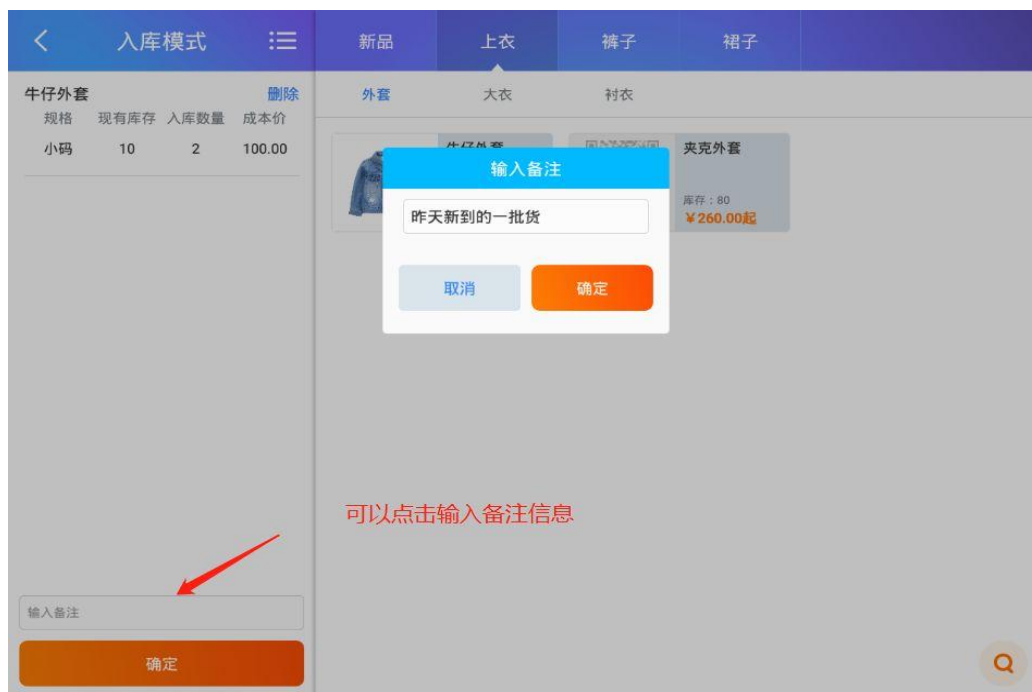 入库模式
新品 上衣 裤子 裙子
牛仔外套 删除
规格 现有库存 入库数量 成本价
小码 10 2 100.00
外套 大衣 衬衣
牛仔外套
夹克外套
库存：80
￥260.00起
输入备注
昨天新到的一批货
取消 确定
可以点击输入备注信息
输入备注
确定